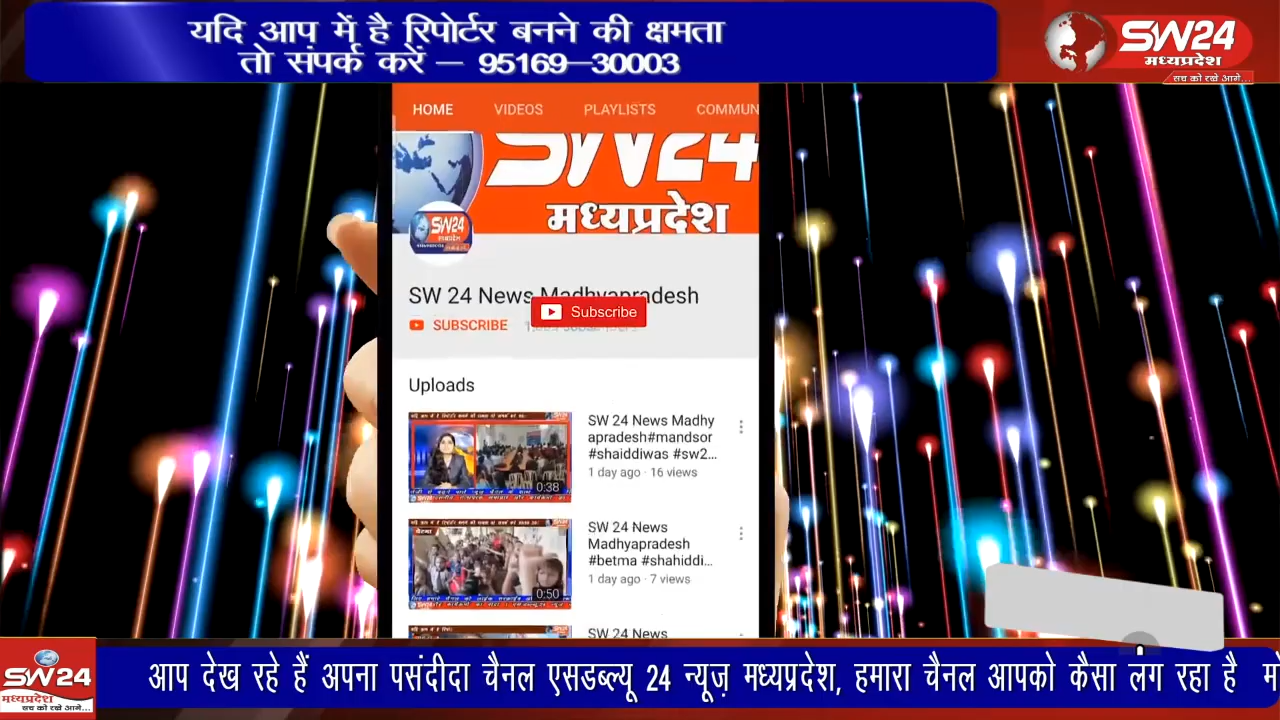 यदि आप में है रिपोर्टर बनने की क्षमता
तो संपर्क करें – 95169–30003
SW24
मध्यप्रदेश
सच को रखे आगे...
HOME VIDEOS PLAYLISTS COMMUN
SW24
मध्यप्रदेश
SW24
SW 24 News Madhyapradesh
SUBSCRIBE
Subscribe
Uploads
SW 24 News Madhy
apradesh#mandsor
#shaiddiwas #sw2...
1 day ago · 16 views
0:38
SW 24 News
Madhyapradesh
#betma #shahiddi...
1 day ago · 7 views
0:50
SW 24 News
SW24
मध्यप्रदेश
सच को रखे आगे...
आप देख रहे हैं अपना पसंदीदा चैनल एसडब्ल्यू 24 न्यूज़ मध्यप्रदेश, हमारा चैनल आपको कैसा लग रहा है